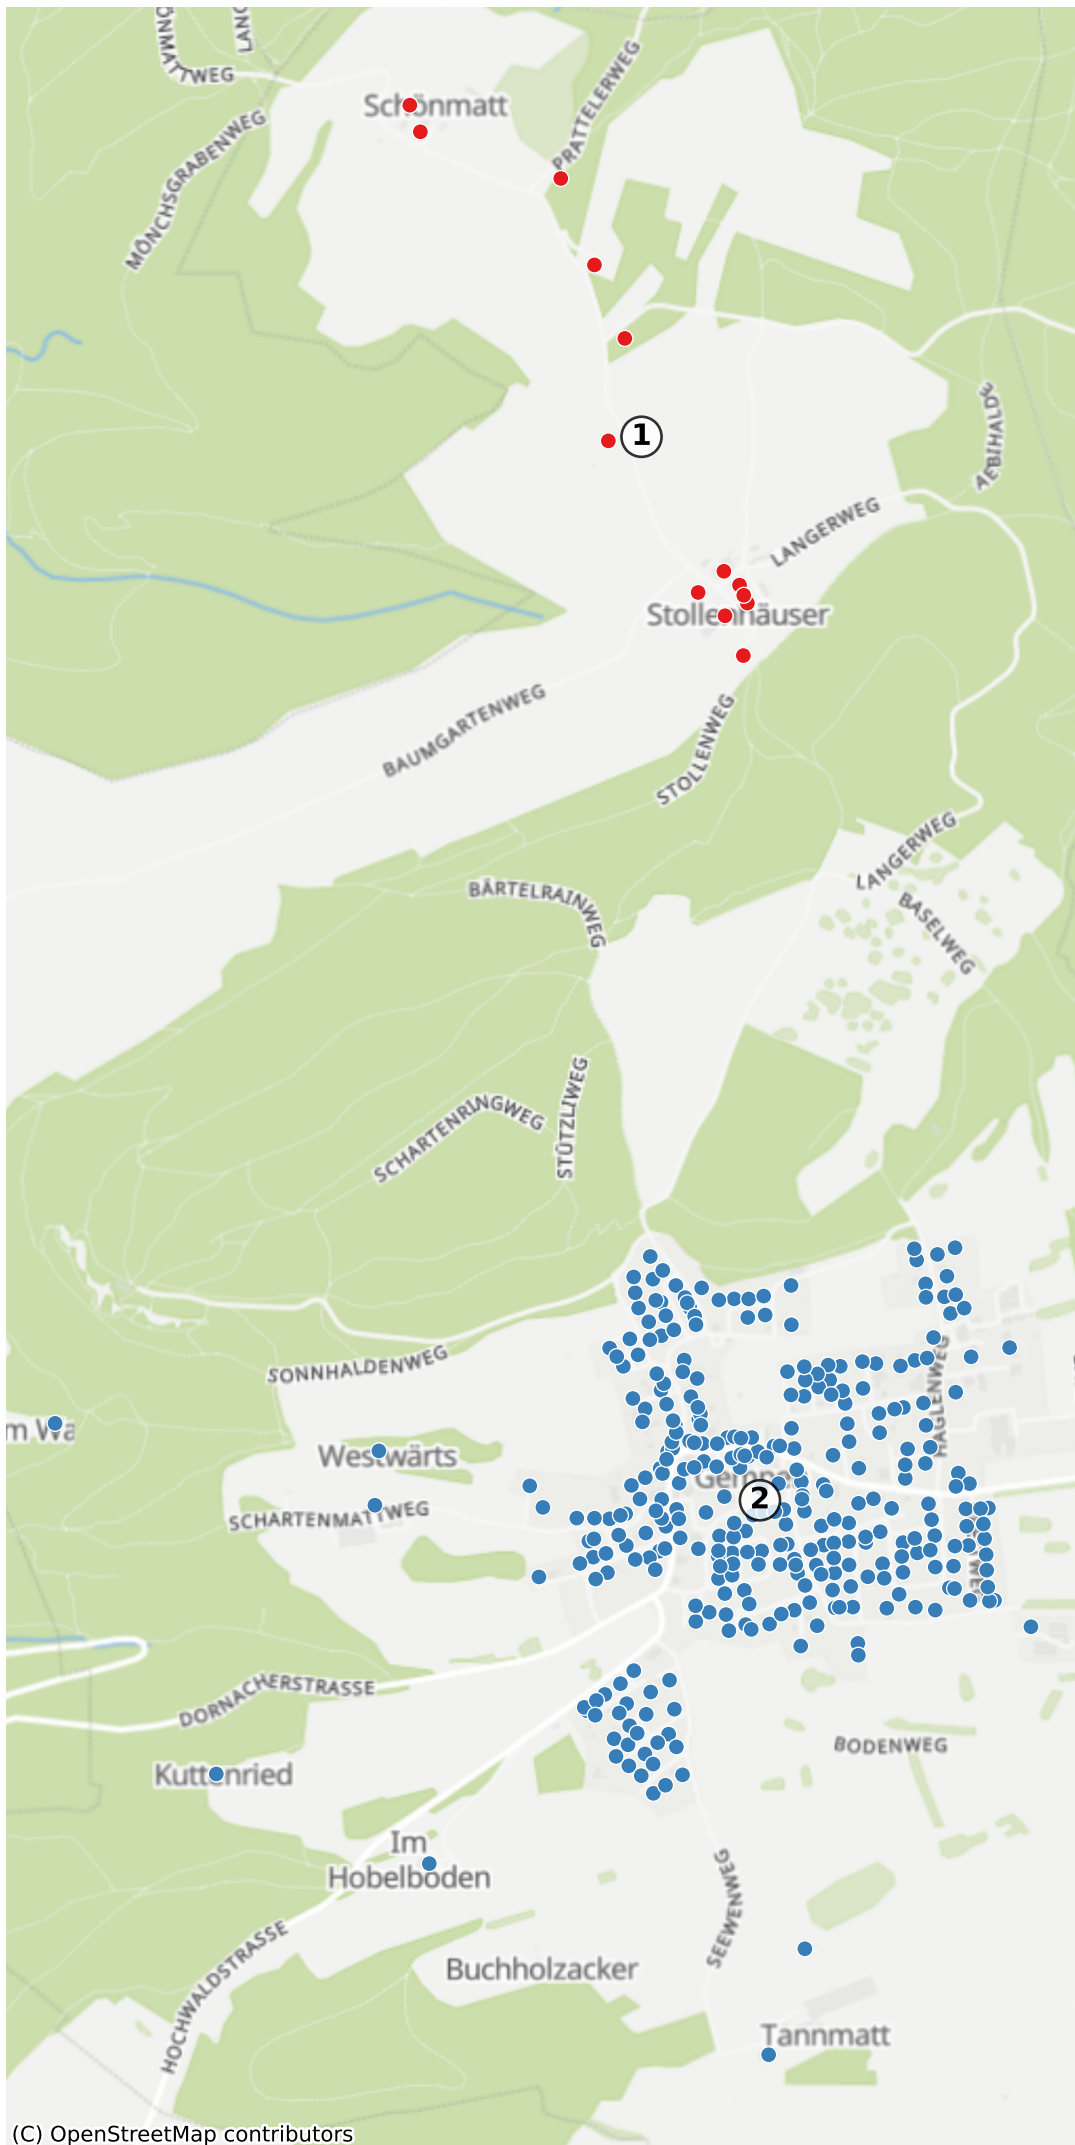 Schönmatt
PRATTELERWEG
MÖNCHSGRABENWEG
1
AEBIHALDE
LANGERWEG
Stollenhäuser
BAUMGARTENWEG
STOLLENWEG
LANGERWEG
BÄRTELRAINWEG
BASELWEG
STÜTZLIWEG
SCHARTENRINGWEG
SONNHALDENWEG
HAGLENWEG
Westwärts
Gempen
2
SCHARTENMATTWEG
DORNACHERSTRASSE
BODENWEG
Kuttenried
Im
Hobelboden
SEEWENWEG
HOCHWALDSTRASSE
Buchholzacker
Tannmatt
(C) OpenStreetMap contributors